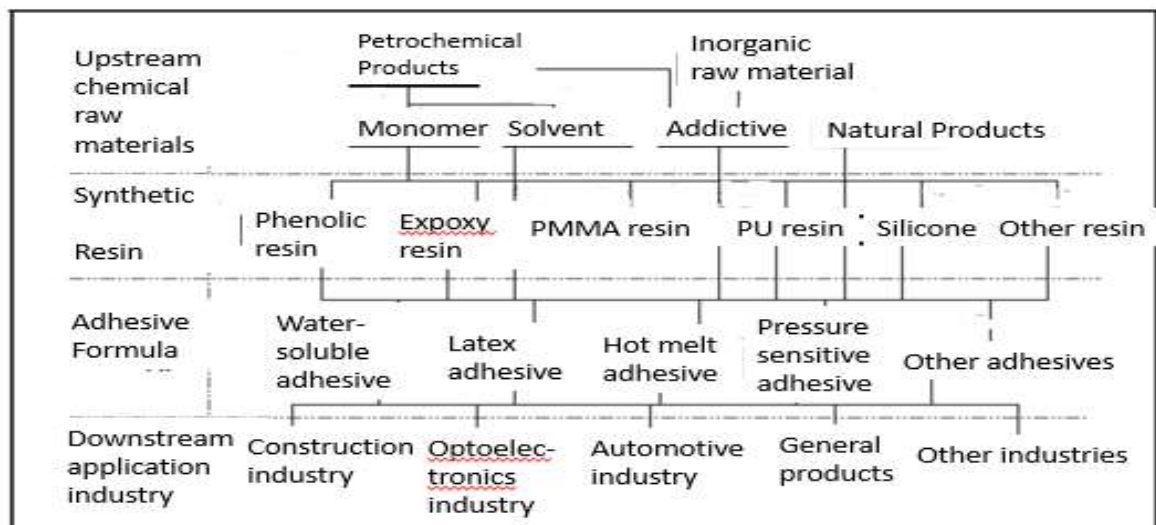 Upstream
chemical
raw
materials
Petrochemical
Products
Inorganic
raw material
Monomer
Solvent
Addictive
Natural Products
Synthetic
Resin
Phenolic
resin
Expoxy
resin
PMMA resin
PU resin
Silicone
Other resin
Adhesive
Formula
Water-
soluble
adhesive
Latex
adhesive
Hot melt
adhesive
Pressure
sensitive
adhesive
Other adhesives
Downstream
application
industry
Construction
industry
Optoelec-
tronics
industry
Automotive
industry
General
products
Other industries